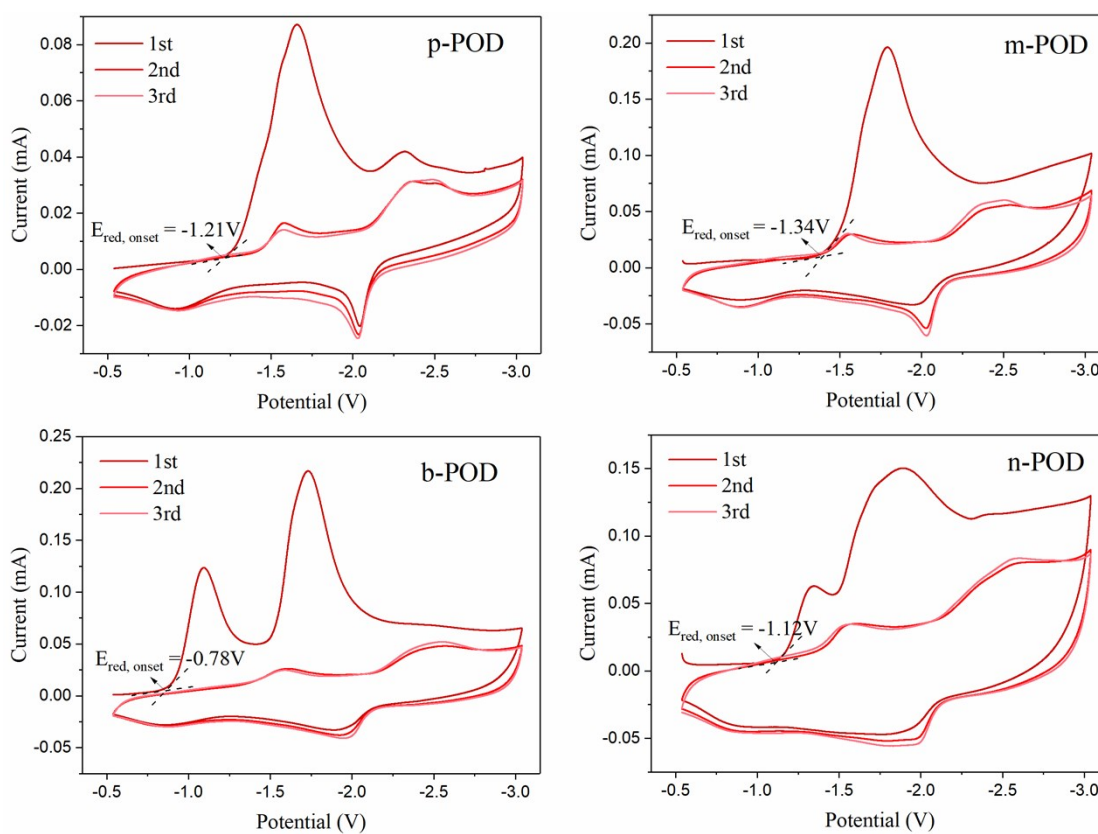 p-POD
1st
2nd
3rd
E_red, onset = -1.21V
0.08
0.06
0.04
0.02
0.00
-0.02
Current (mA)
-0.5 -1.0 -1.5 -2.0 -2.5 -3.0
Potential (V)
m-POD
1st
2nd
3rd
E_red, onset = -1.34V
0.20
0.15
0.10
0.05
0.00
-0.05
Current (mA)
-0.5 -1.0 -1.5 -2.0 -2.5 -3.0
Potential (V)
b-POD
1st
2nd
3rd
E_red, onset = -0.78V
0.25
0.20
0.15
0.10
0.05
0.00
-0.05
Current (mA)
-0.5 -1.0 -1.5 -2.0 -2.5 -3.0
Potential (V)
n-POD
1st
2nd
3rd
E_red, onset = -1.12V
0.15
0.10
0.05
0.00
-0.05
Current (mA)
-0.5 -1.0 -1.5 -2.0 -2.5 -3.0
Potential (V)